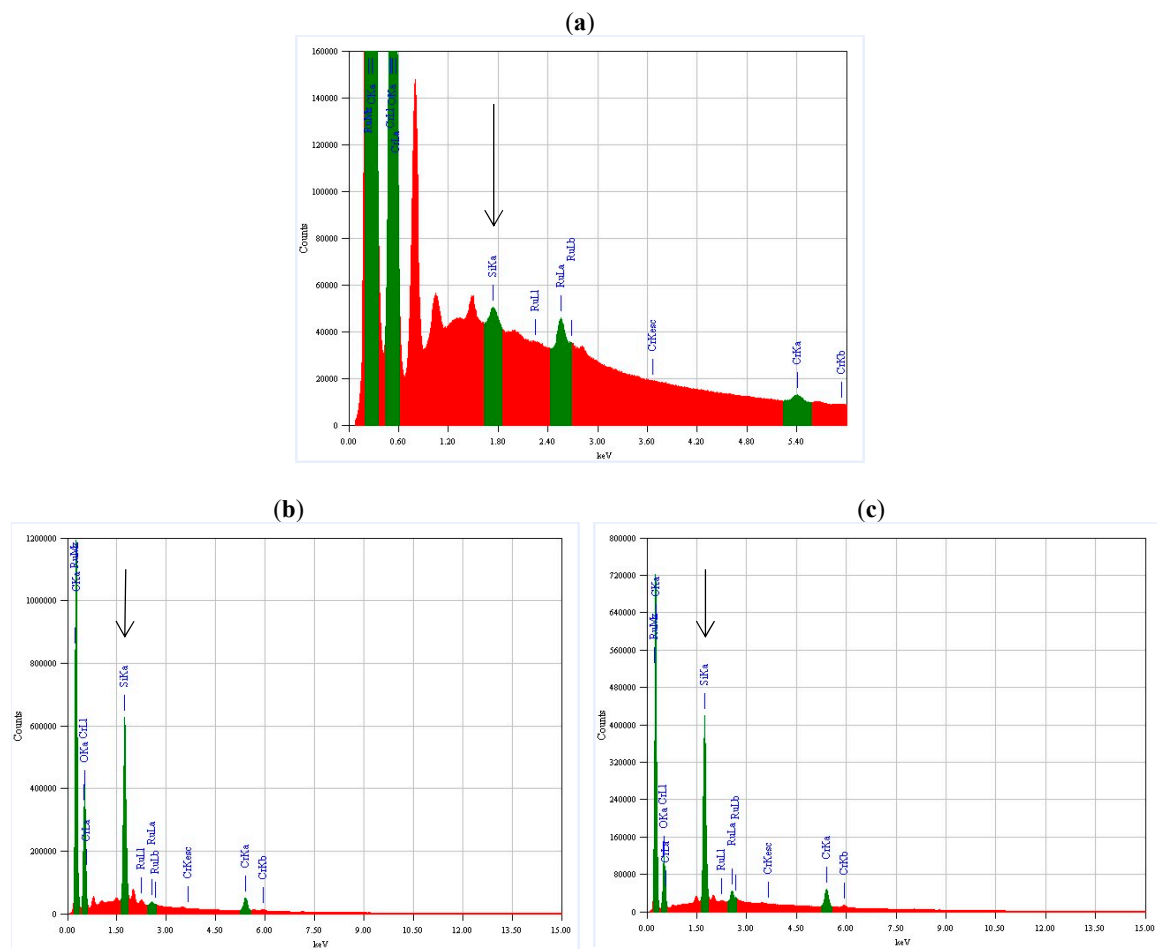 (a)
160000
140000
120000
100000
80000
60000
40000
20000
0
Counts
RuMz
CKa
CrLl
OKa
CrLa
SiKa
RuLl
RuLa
RuLb
CrKesc
CrKa
CrKb
0.00 0.60 1.20 1.80 2.40 3.00 3.60 4.20 4.80 5.40
keV
(b)
1200000
1000000
800000
600000
400000
200000
0
Counts
CKa RuMz
OKa CrLl
CrLa
SiKa
RuLl
RuLb RuLa
CrKesc
CrKa
CrKb
0.00 1.50 3.00 4.50 6.00 7.50 9.00 10.50 12.00 13.50 15.00
keV
(c)
800000
720000
640000
560000
480000
400000
320000
240000
160000
80000
0
Counts
RuMz CKa
CrLa
OKa CrLl
SiKa
RuLl
RuLa RuLb
CrKesc
CrKa
CrKb
0.00 1.50 3.00 4.50 6.00 7.50 9.00 10.50 12.00 13.50 15.00
keV